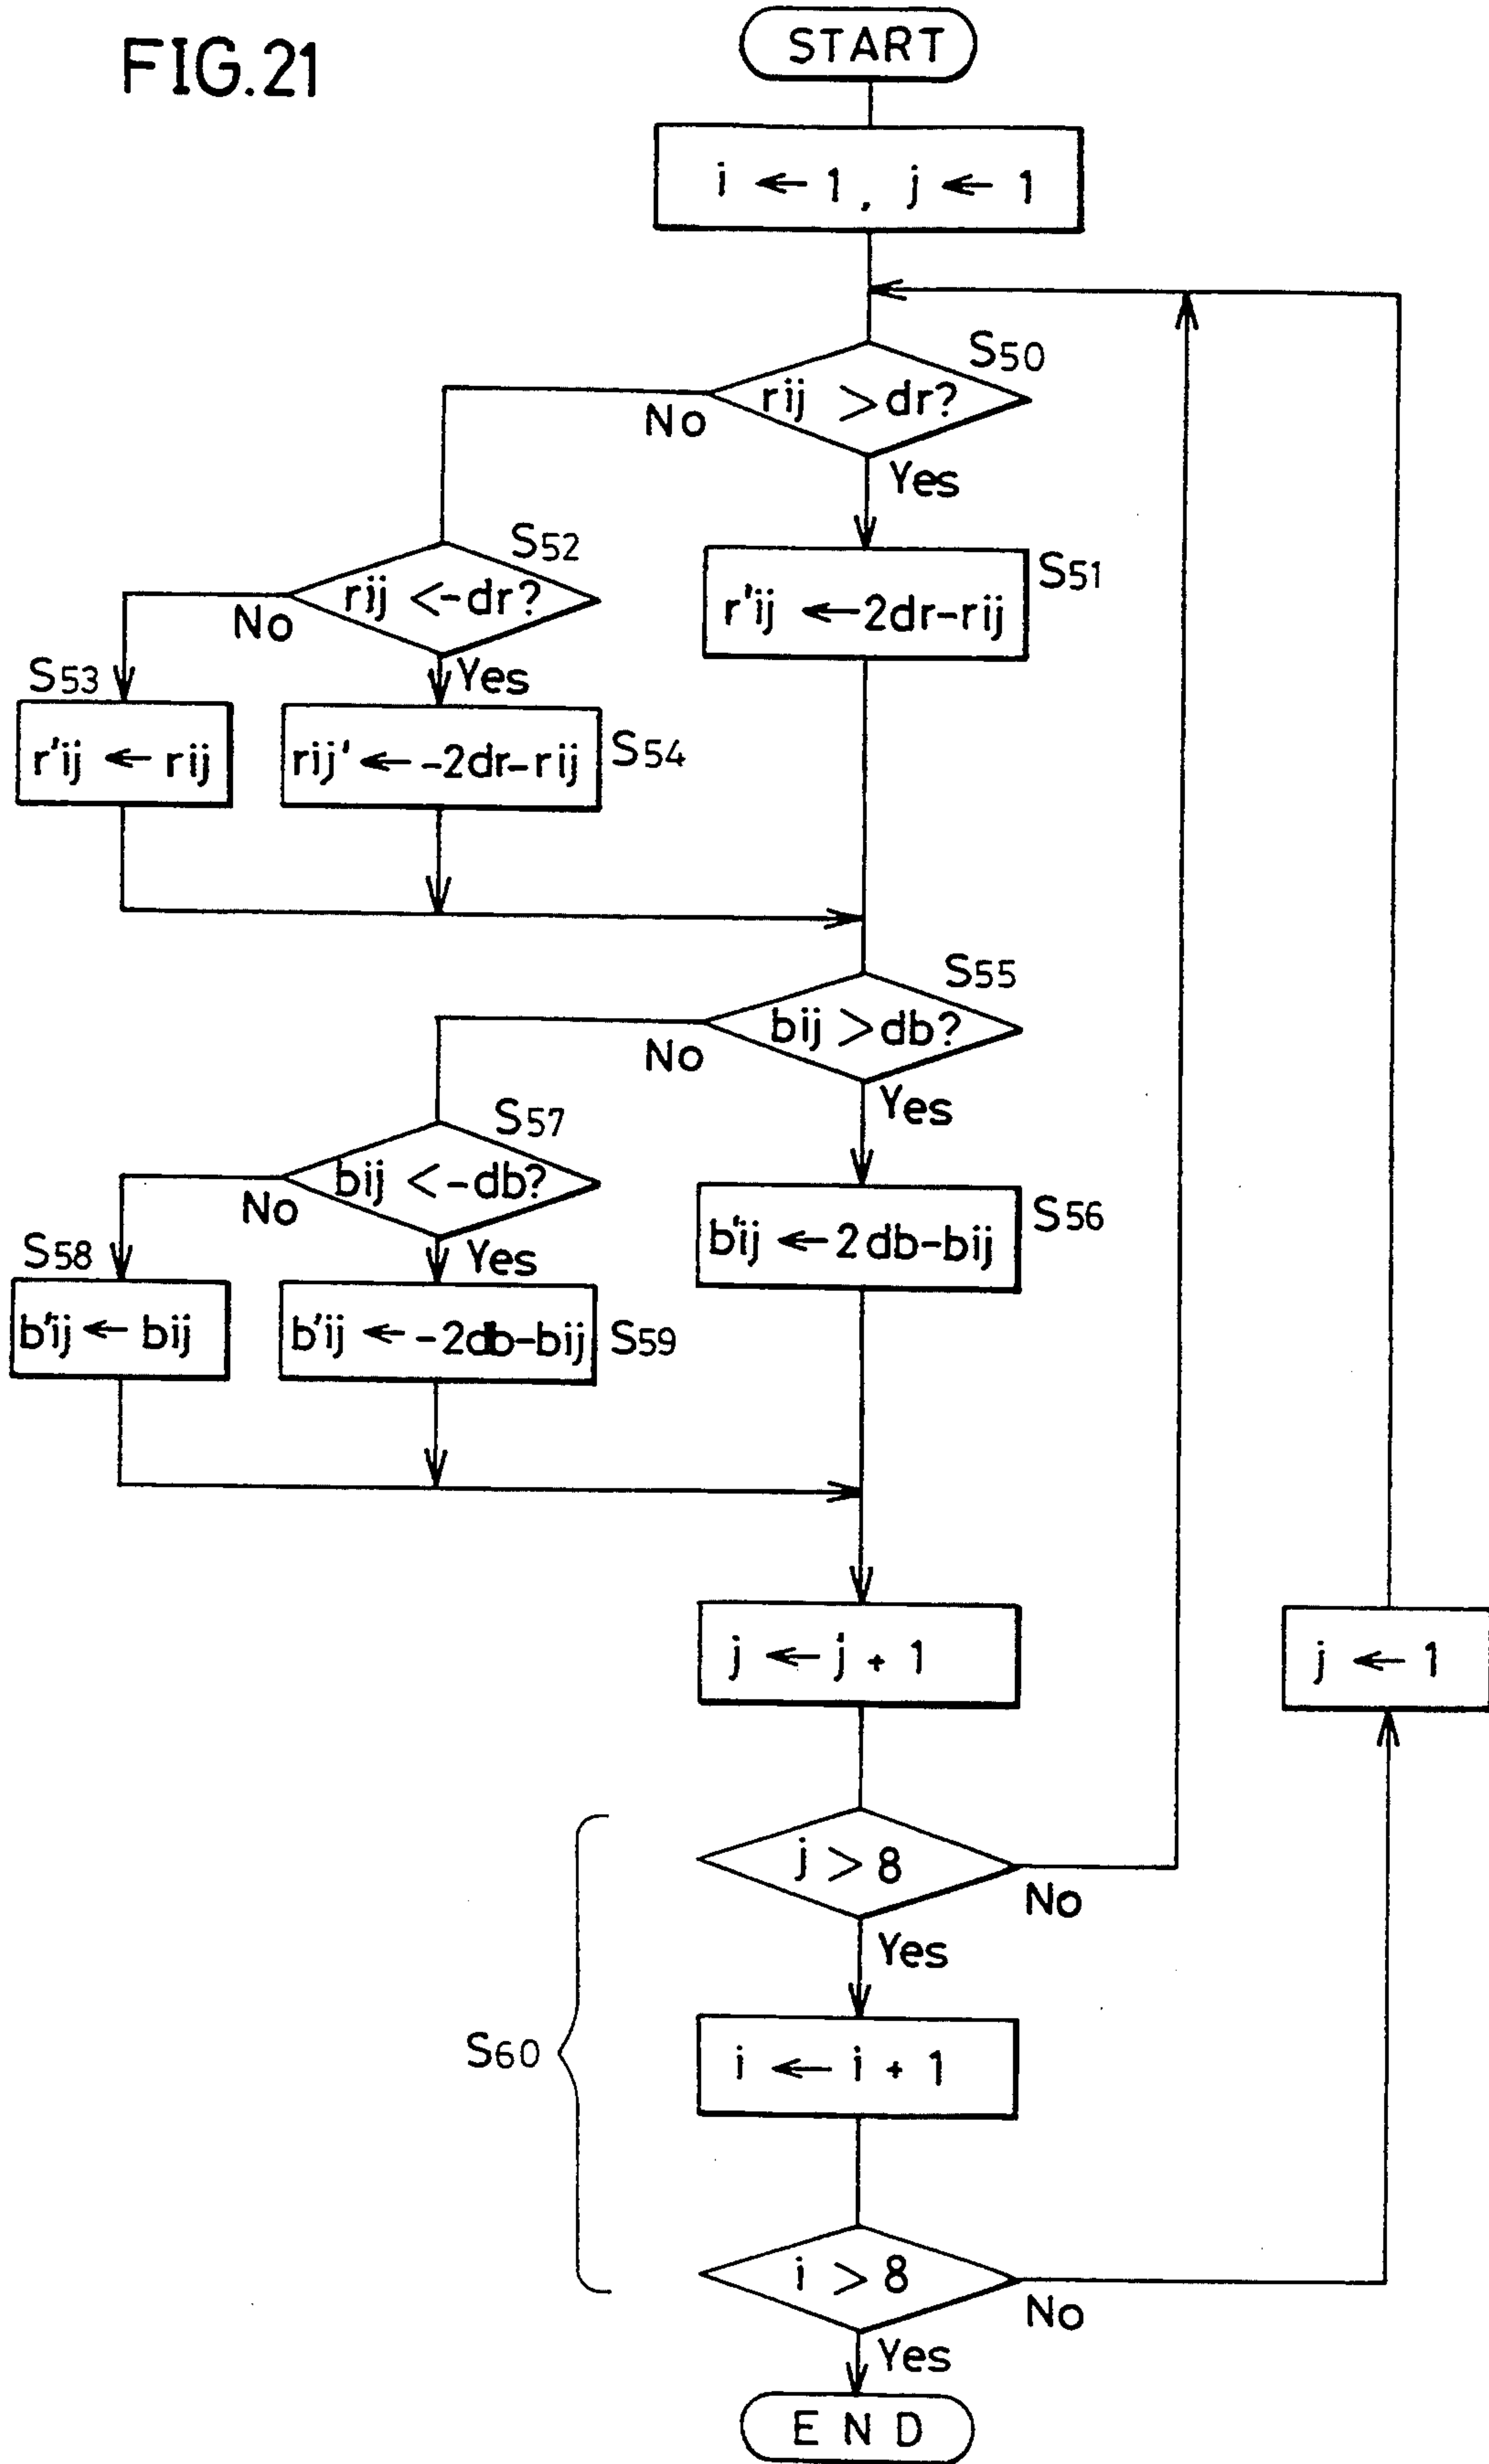 FIG.21
START
i ← 1, j ← 1
S50
rij > dr?
No
Yes
S52
rij <-dr?
No
Yes
S51
r'ij ← 2dr-rij
S53
r'ij ← rij
rij' ← -2dr-rij
S54
S55
bij > db?
No
Yes
S57
bij < -db?
No
Yes
S56
b'ij ← 2db-bij
S58
b'ij ← bij
b'ij ← -2db-bij
S59
j ← j + 1
j ← 1
j > 8
No
Yes
S60
i ← i + 1
i > 8
No
Yes
END